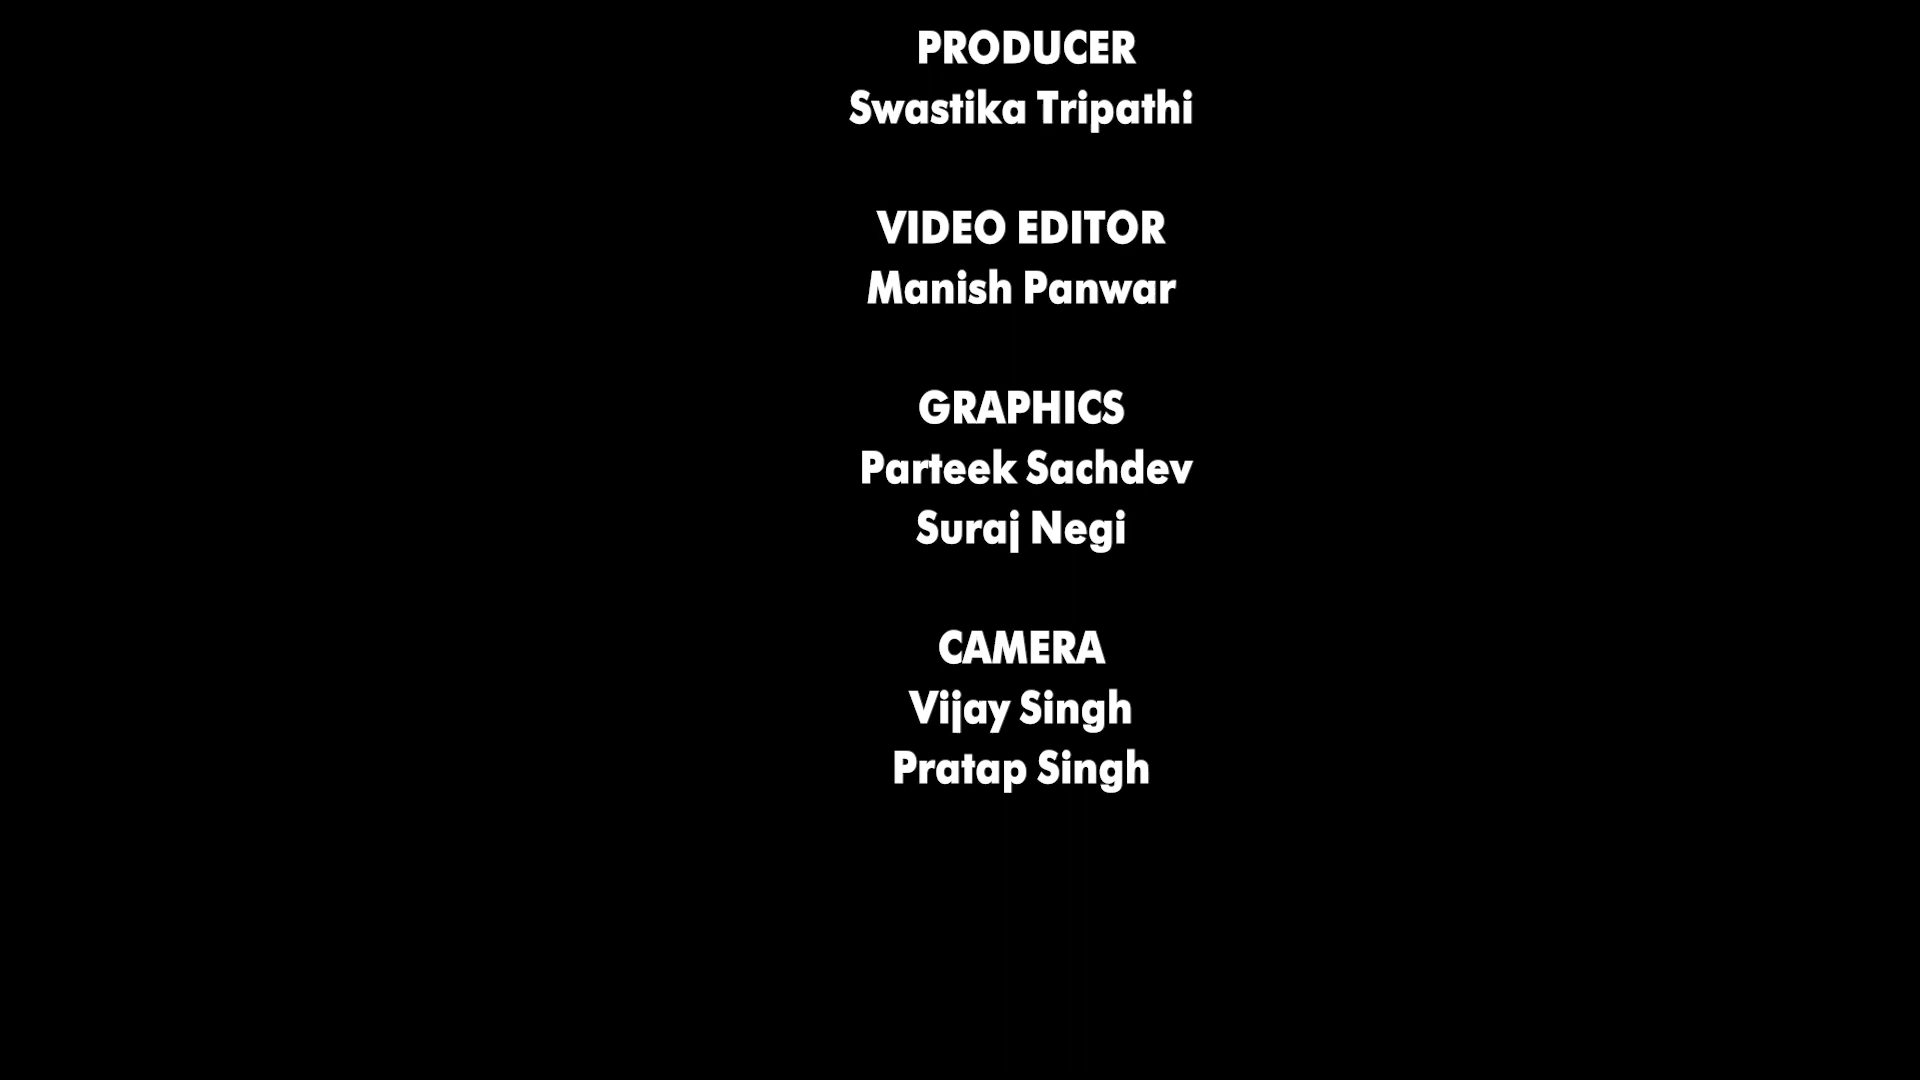 PRODUCER
Swastika Tripathi
VIDEO EDITOR
Manish Panwar
GRAPHICS
Parteek Sachdev
Suraj Negi
CAMERA
Vijay Singh
Pratap Singh